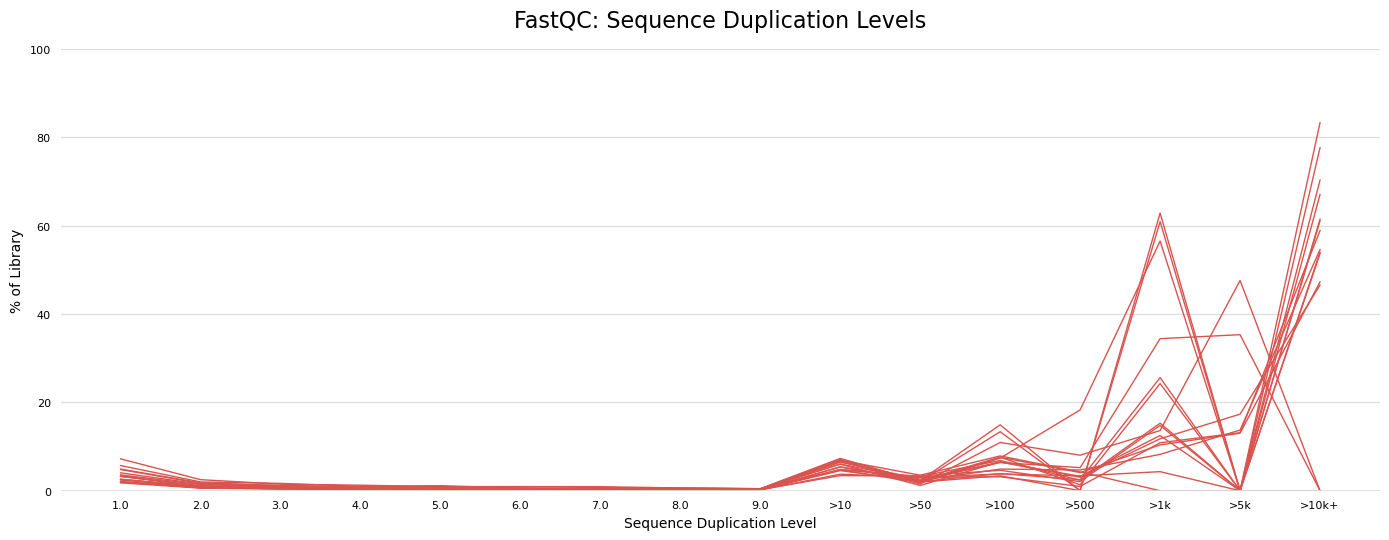 FastQC: Sequence Duplication Levels
100
80
60
40
20
0
% of Library
1.0 2.0 3.0 4.0 5.0 6.0 7.0 8.0 9.0 >10 >50 >100 >500 >1k >5k >10k+
Sequence Duplication Level